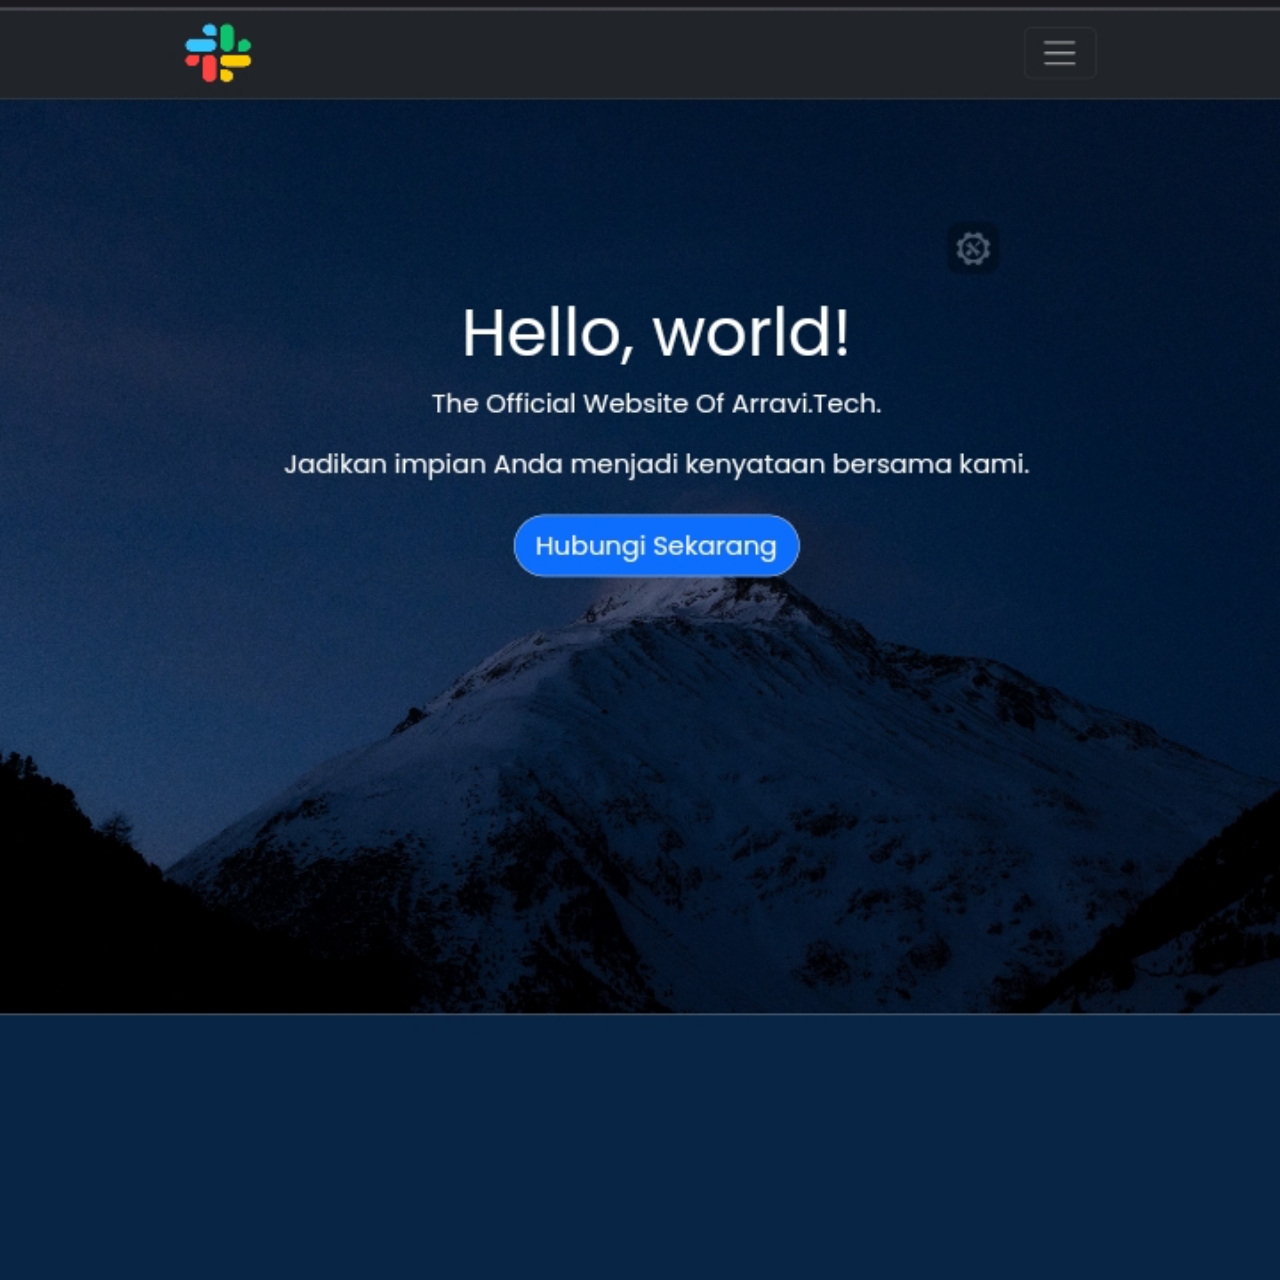 Hello, world!
The Official Website Of Arravi.Tech.
Jadikan impian Anda menjadi kenyataan bersama kami.
Hubungi Sekarang